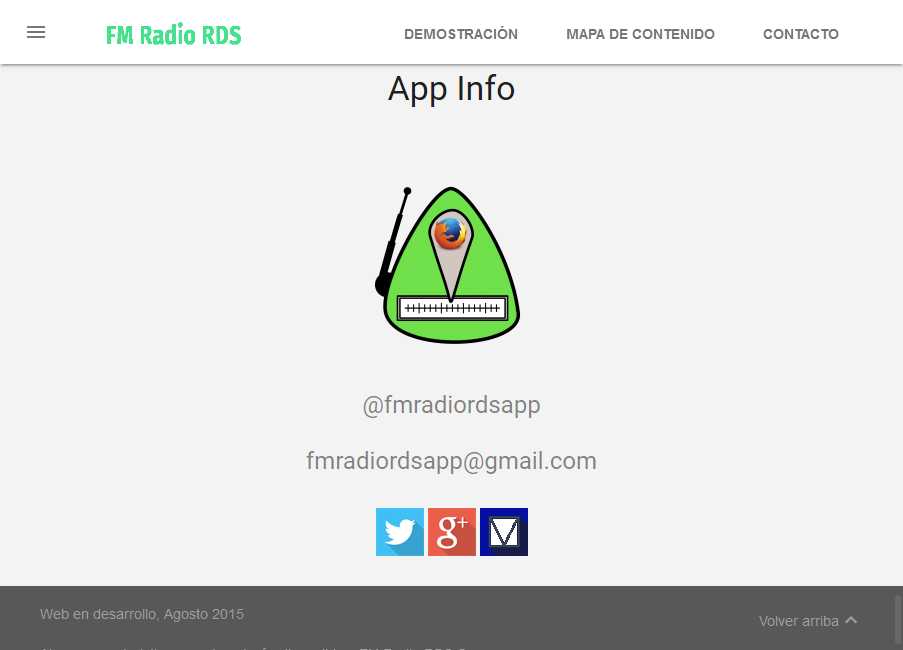 FM Radio RDS
DEMOSTRACIÓN
MAPA DE CONTENIDO
CONTACTO
App Info
@fmradiordsapp
fmradiordsapp@gmail.com
g+
V
Web en desarrollo, Agosto 2015
Volver arriba